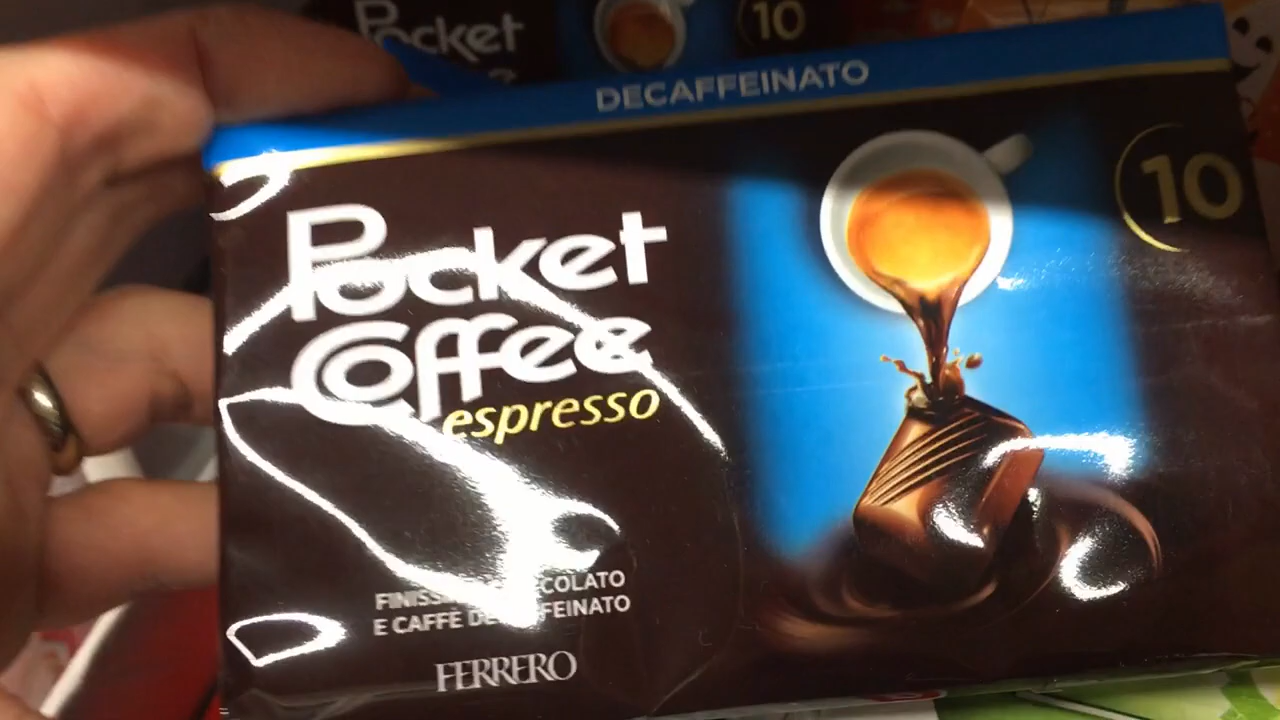 Pocket
10
DECAFFEINATO
10
Pocket
Coffee
espresso
E CAFFÈ
FERRERO